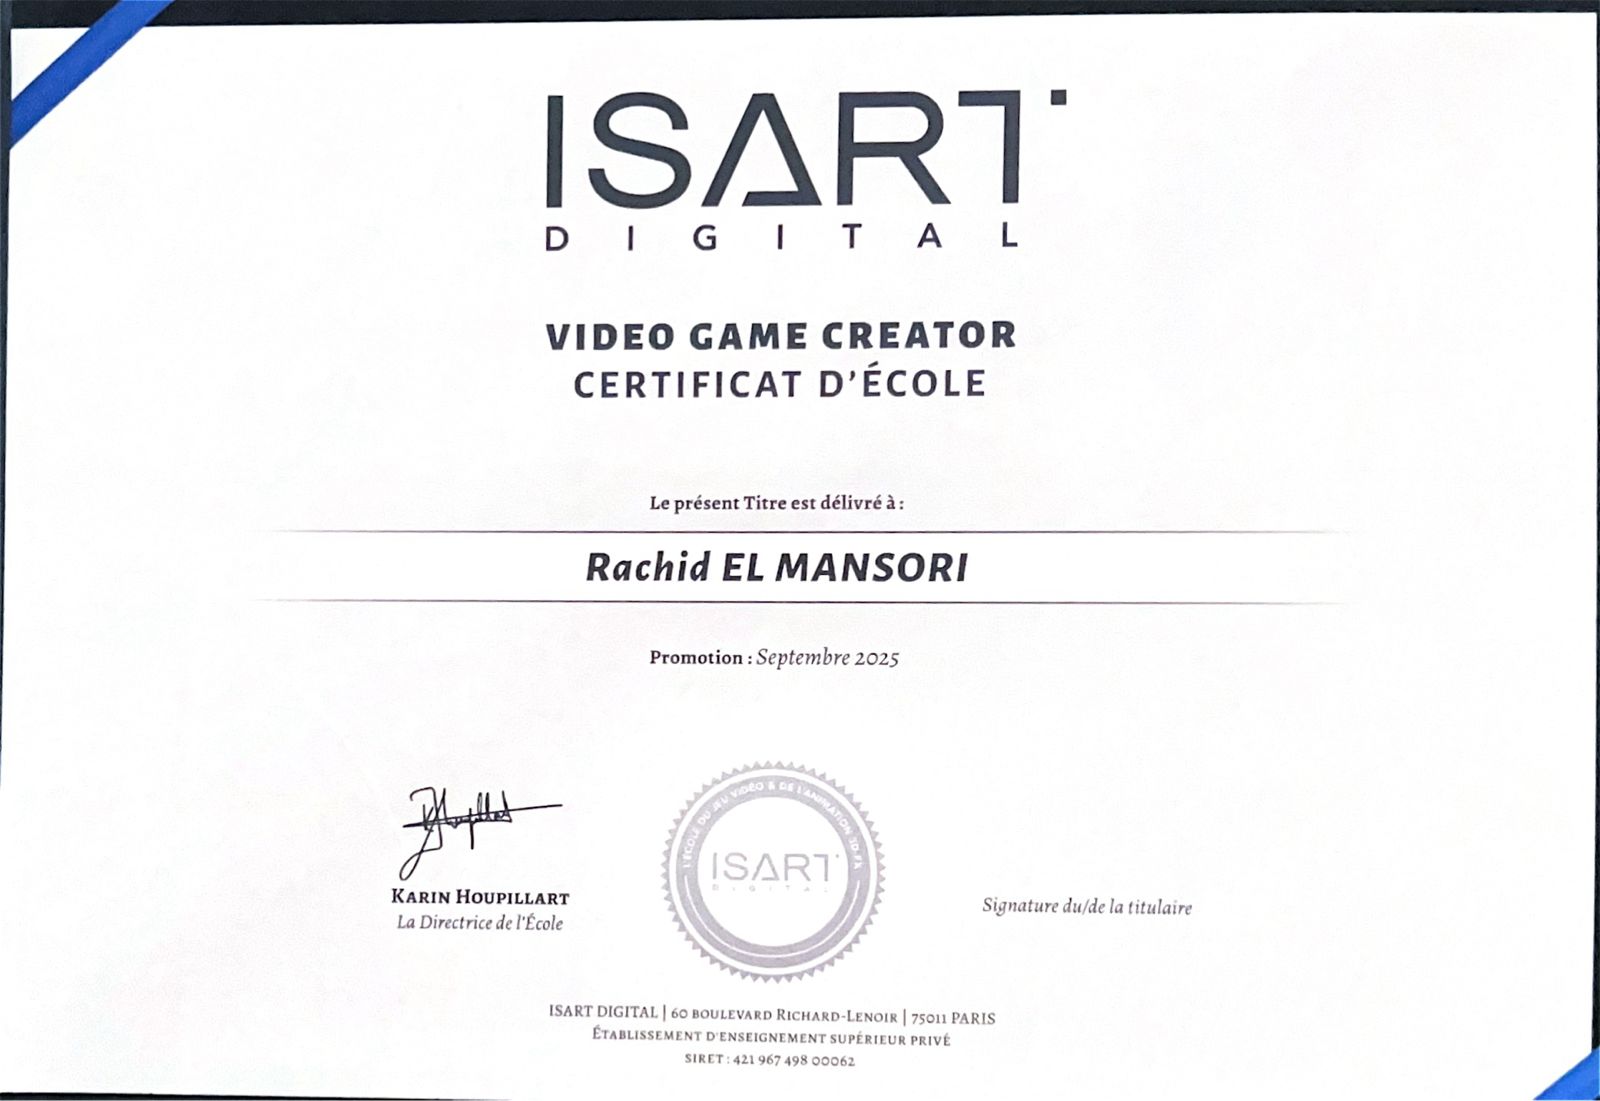 ISART
DIGITAL
VIDEO GAME CREATOR
CERTIFICAT D'ÉCOLE
Le présent Titre est délivré à :
Rachid EL MANSORI
Promotion : Septembre 2025
L'ÉCOLE DU JEU VIDÉO & DE L'ANIMATION 3D-FX
ISART
DIGITAL
KARIN HOUPILLART
La Directrice de l'École
Signature du/de la titulaire
ISART DIGITAL | 60 BOULEVARD RICHARD-LENOIR | 75011 PARIS
ÉTABLISSEMENT D'ENSEIGNEMENT SUPÉRIEUR PRIVÉ
SIRET : 421 967 498 00062